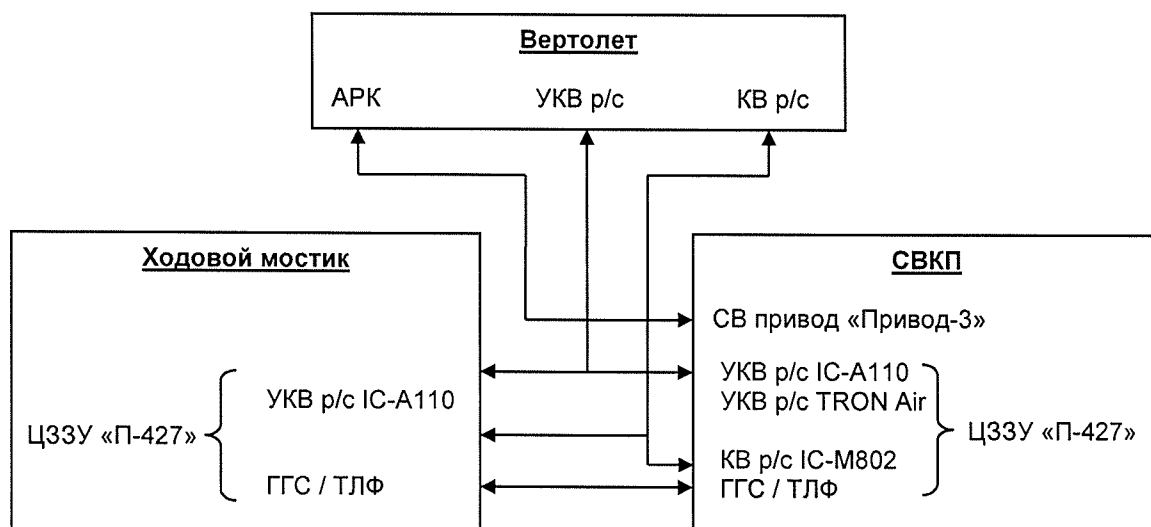 Вертолет
АРК УКВ р/с КВ р/с
Ходовой мостик
УКВ р/с IC-A110
ЦЗЗУ «П-427»
ГГС / ТЛФ
СВКП
СВ привод «Привод-3»
УКВ р/с IC-A110
УКВ р/с TRON Air
ЦЗЗУ «П-427»
КВ р/с IC-M802
ГГС / ТЛФ